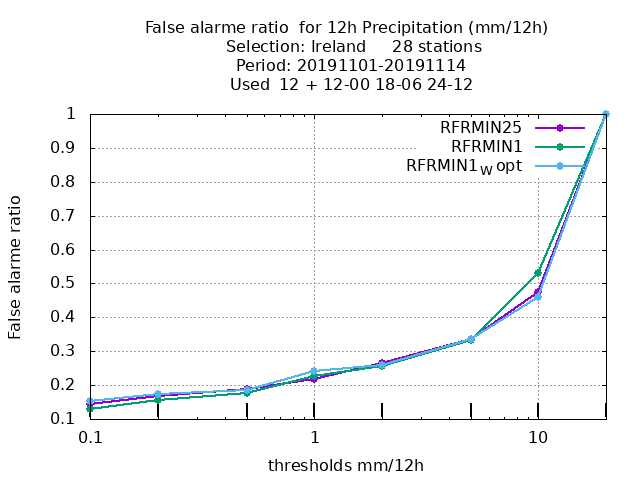 False alarme ratio  for 12h Precipitation (mm/12h)
Selection: Ireland     28 stations
Period: 20191101-20191114
Used  12 + 12-00 18-06 24-12
RFRMIN25
RFRMIN1
RFRMIN1W opt
False alarme ratio
1
0.9
0.8
0.7
0.6
0.5
0.4
0.3
0.2
0.1
0.1 1 10
thresholds mm/12h